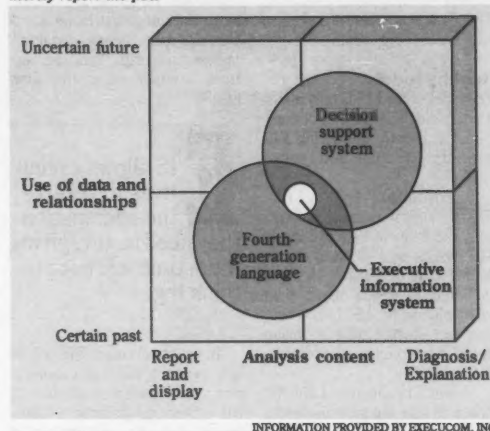 Uncertain future
Decision
support
system
Use of data and
relationships
Fourth-
generation
language
Executive
information
system
Certain past
Report
and
display
Analysis content
Diagnosis/
Explanation
INFORMATION PROVIDED BY EXECUCOM, INC